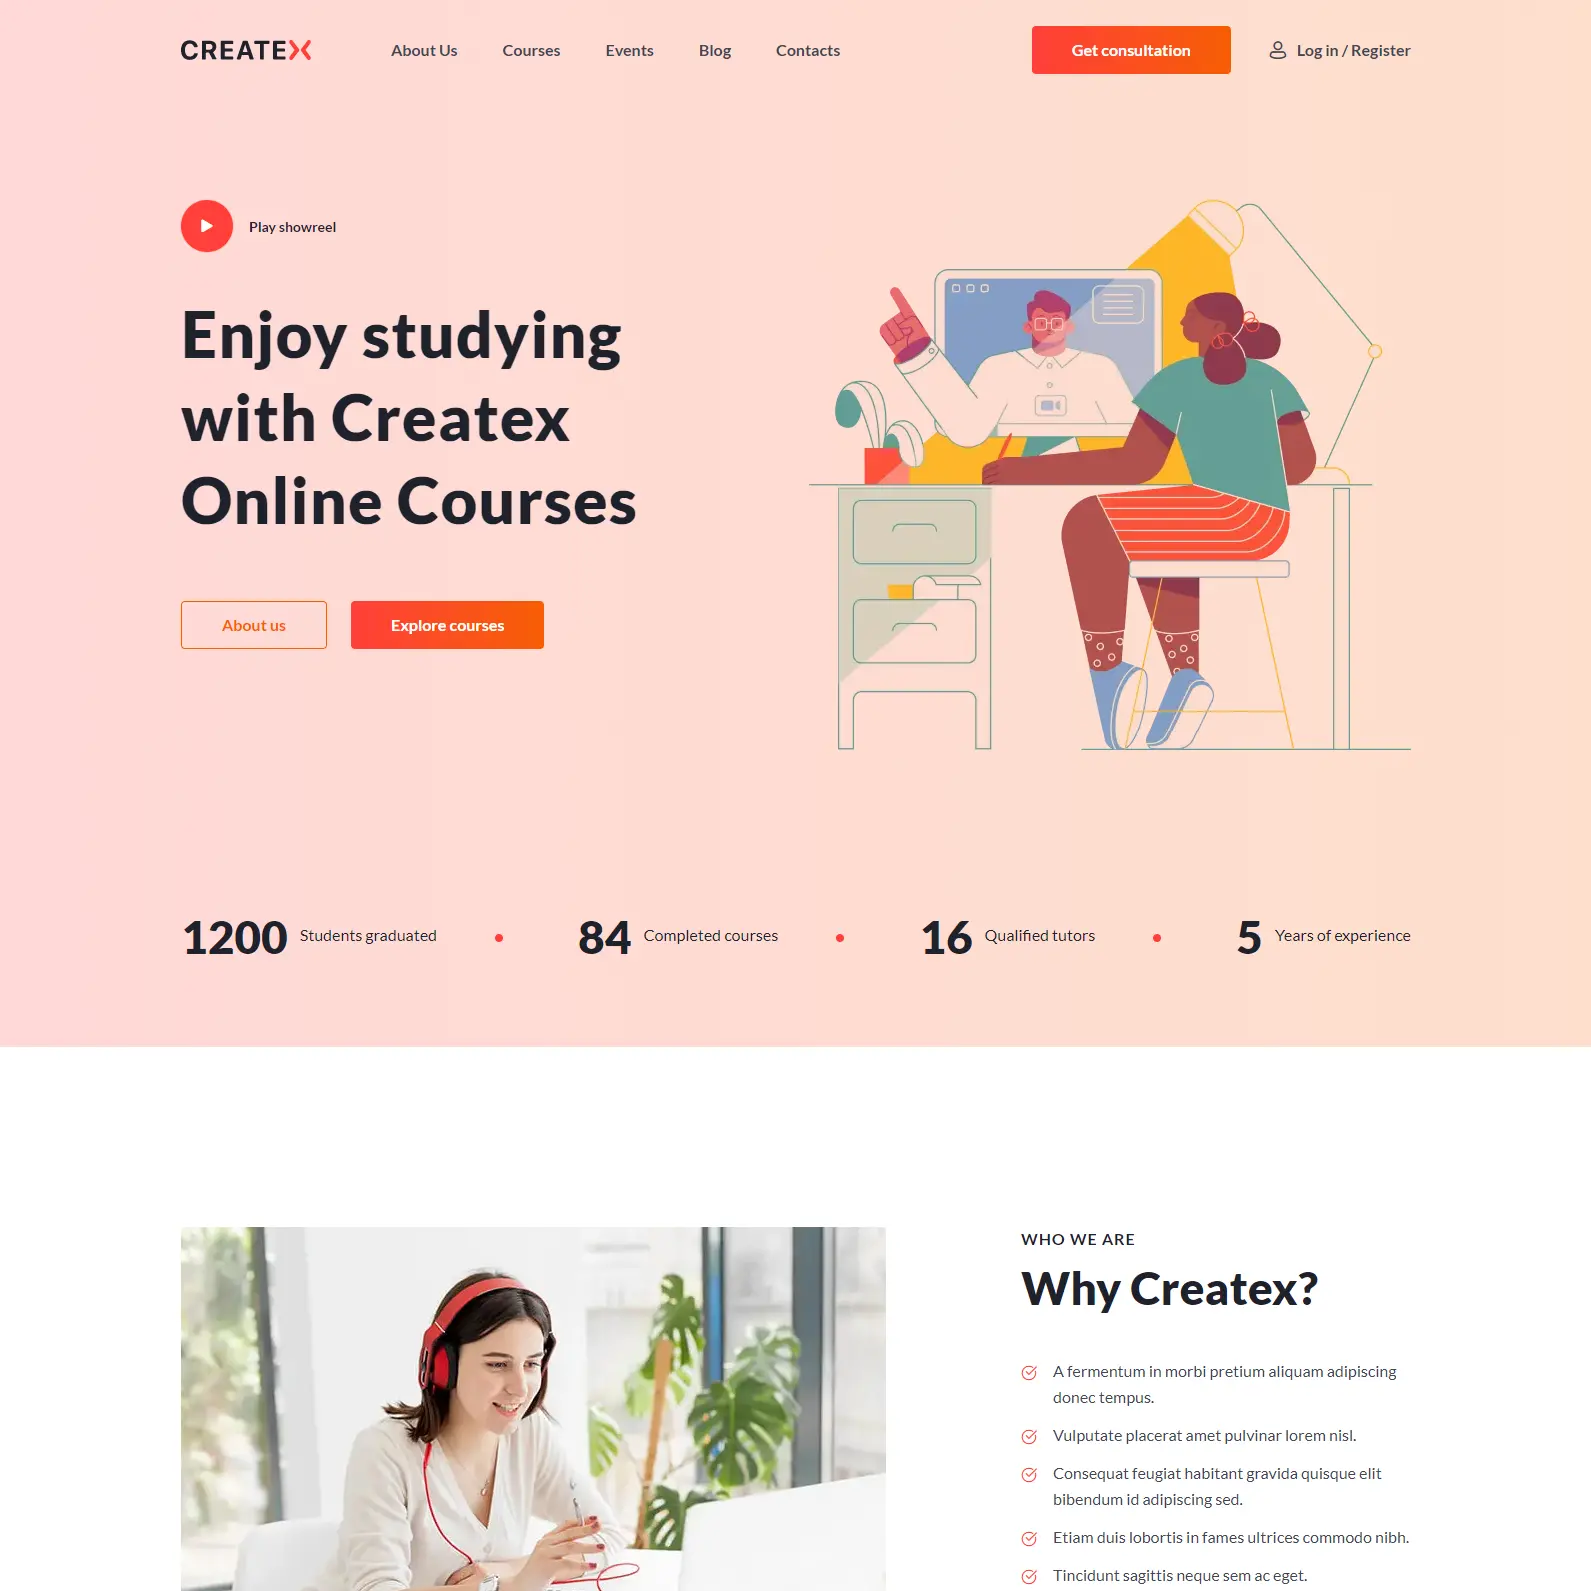 CREATEX
About Us
Courses
Events
Blog
Contacts
Get consultation
Log in / Register
Play showreel
Enjoy studying
with Createx
Online Courses
About us
Explore courses
1200 Students graduated
84 Completed courses
16 Qualified tutors
5 Years of experience
WHO WE ARE
Why Createx?
A fermentum in morbi pretium aliquam adipiscing
donec tempus.
Vulputate placerat amet pulvinar lorem nisl.
Consequat feugiat habitant gravida quisque elit
bibendum id adipiscing sed.
Etiam duis lobortis in fames ultrices commodo nibh.
Tincidunt sagittis neque sem ac eget.